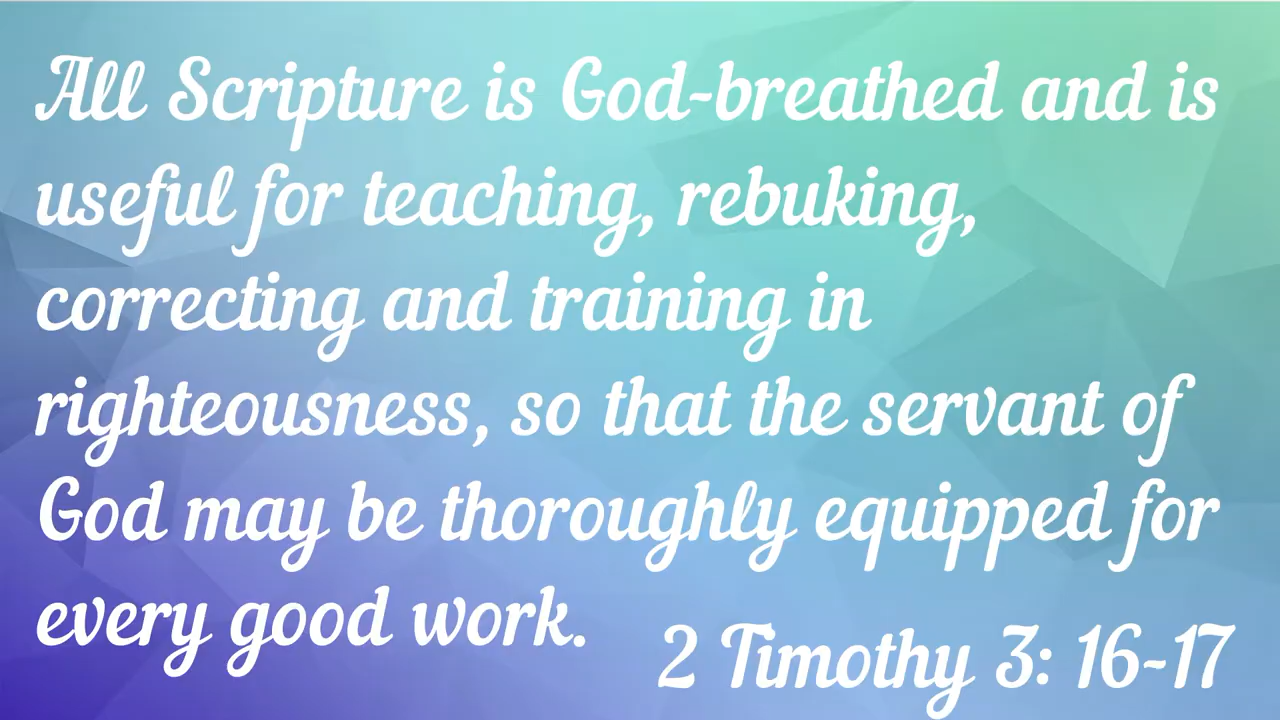 All Scripture is God-breathed and is
useful for teaching, rebuking,
correcting and training in
righteousness, so that the servant of
God may be thoroughly equipped for
every good work.
2 Timothy 3: 16-17